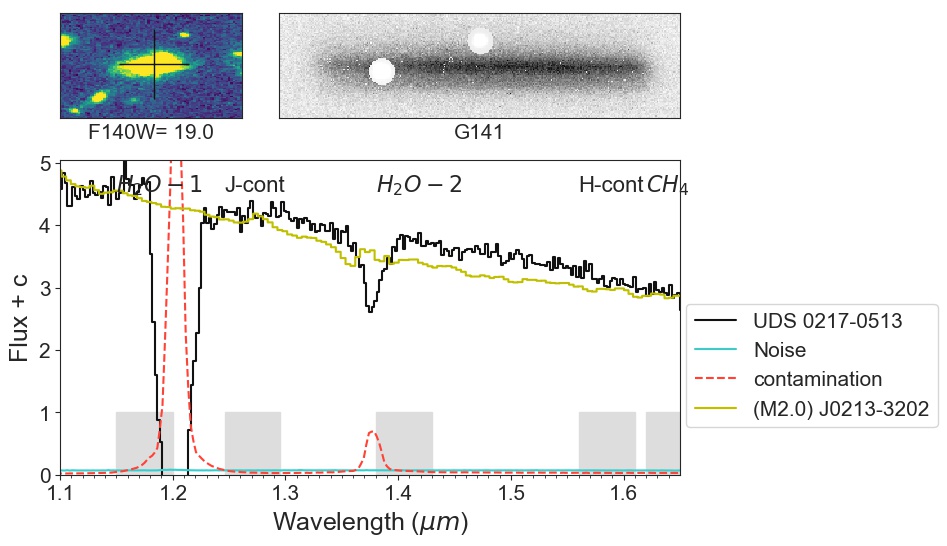 F140W= 19.0
G141
H₂O − 1
J-cont
H₂O − 2
H-cont
CH₄
5
4
3
2
1
0
Flux + c
1.1
1.2
1.3
1.4
1.5
1.6
Wavelength (μm)
UDS 0217-0513
Noise
contamination
(M2.0) J0213-3202